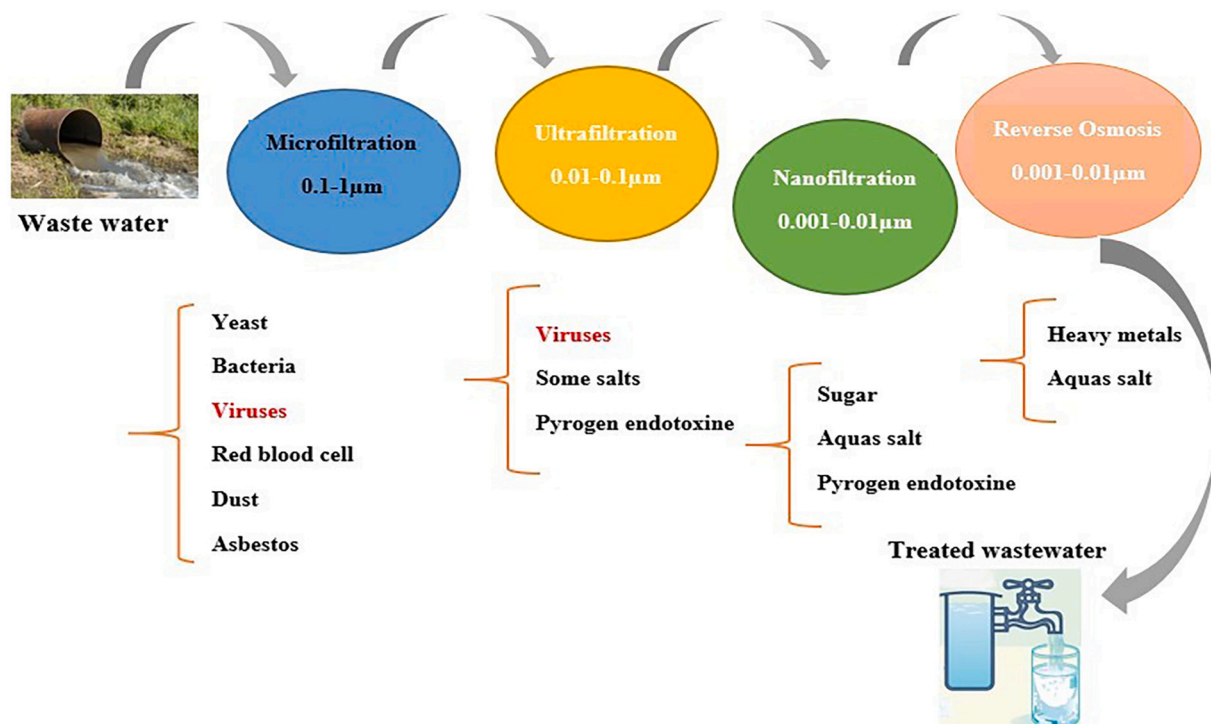 Waste water
Microfiltration
0.1-1µm
Ultrafiltration
0.01-0.1µm
Nanofiltration
0.001-0.01µm
Reverse Osmosis
0.001-0.01µm
Yeast
Bacteria
Viruses
Red blood cell
Dust
Asbestos
Viruses
Some salts
Pyrogen endotoxine
Sugar
Aquas salt
Pyrogen endotoxine
Heavy metals
Aquas salt
Treated wastewater